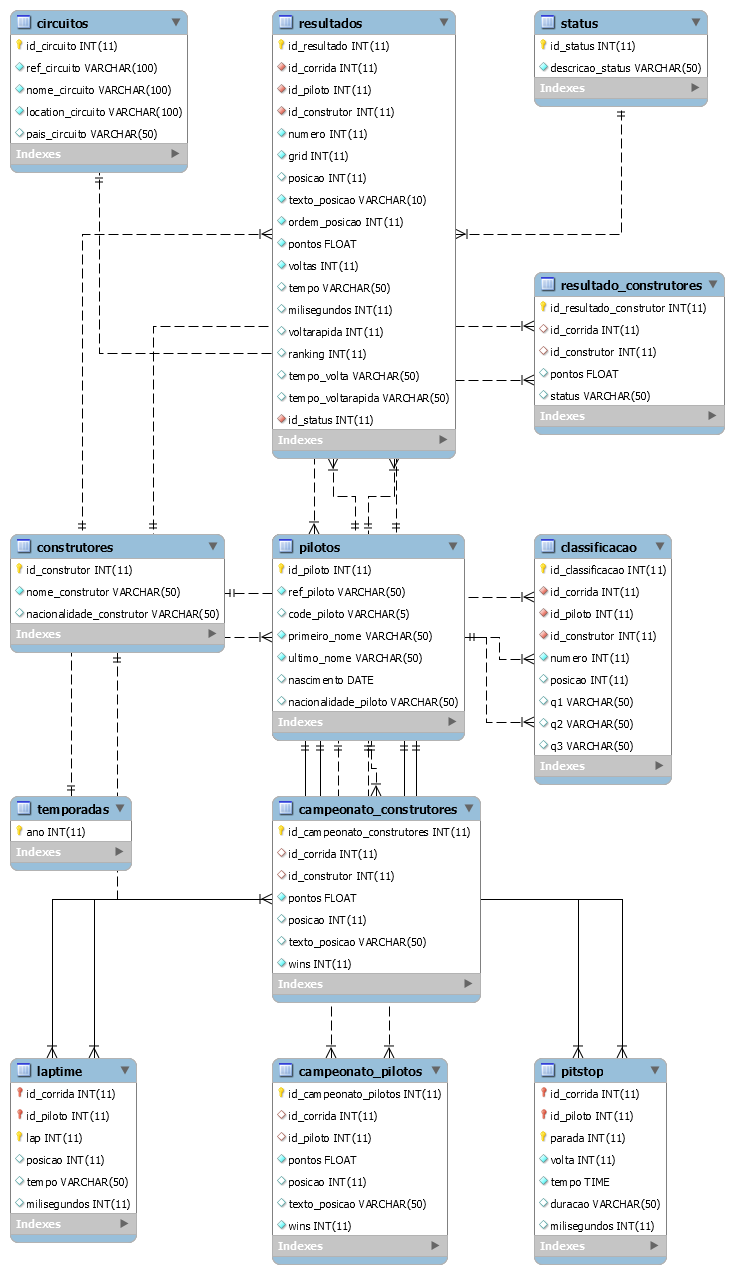 circuitos
id_circuito INT(11)
ref_circuito VARCHAR(100)
nome_circuito VARCHAR(100)
location_circuito VARCHAR(100)
pais_circuito VARCHAR(50)
Indexes
resultados
id_resultado INT(11)
id_corrida INT(11)
id_piloto INT(11)
id_construtor INT(11)
numero INT(11)
grid INT(11)
posicao INT(11)
texto_posicao VARCHAR(10)
ordem_posicao INT(11)
pontos FLOAT
voltas INT(11)
tempo VARCHAR(50)
milisegundos INT(11)
voltarapida INT(11)
ranking INT(11)
tempo_volta VARCHAR(50)
tempo_voltarapida VARCHAR(50)
id_status INT(11)
Indexes
status
id_status INT(11)
descricao_status VARCHAR(50)
Indexes
resultado_construtores
id_resultado_construtor INT(11)
id_corrida INT(11)
id_construtor INT(11)
pontos FLOAT
status VARCHAR(50)
Indexes
construtores
id_construtor INT(11)
nome_construtor VARCHAR(50)
nacionalidade_construtor VARCHAR(50)
Indexes
pilotos
id_piloto INT(11)
ref_piloto VARCHAR(50)
code_piloto VARCHAR(5)
primeiro_nome VARCHAR(50)
ultimo_nome VARCHAR(50)
nascimento DATE
nacionalidade_piloto VARCHAR(50)
Indexes
classificacao
id_classificacao INT(11)
id_corrida INT(11)
id_piloto INT(11)
id_construtor INT(11)
numero INT(11)
posicao INT(11)
q1 VARCHAR(50)
q2 VARCHAR(50)
q3 VARCHAR(50)
Indexes
temporadas
ano INT(11)
Indexes
campeonato_construtores
id_campeonato_construtores INT(11)
id_corrida INT(11)
id_construtor INT(11)
pontos FLOAT
posicao INT(11)
texto_posicao VARCHAR(50)
wins INT(11)
Indexes
laptime
id_corrida INT(11)
id_piloto INT(11)
lap INT(11)
posicao INT(11)
tempo VARCHAR(50)
milisegundos INT(11)
Indexes
campeonato_pilotos
id_campeonato_pilotos INT(11)
id_corrida INT(11)
id_piloto INT(11)
pontos FLOAT
posicao INT(11)
texto_posicao VARCHAR(50)
wins INT(11)
Indexes
pitstop
id_corrida INT(11)
id_piloto INT(11)
parada INT(11)
volta INT(11)
tempo TIME
duracao VARCHAR(50)
milisegundos INT(11)
Indexes